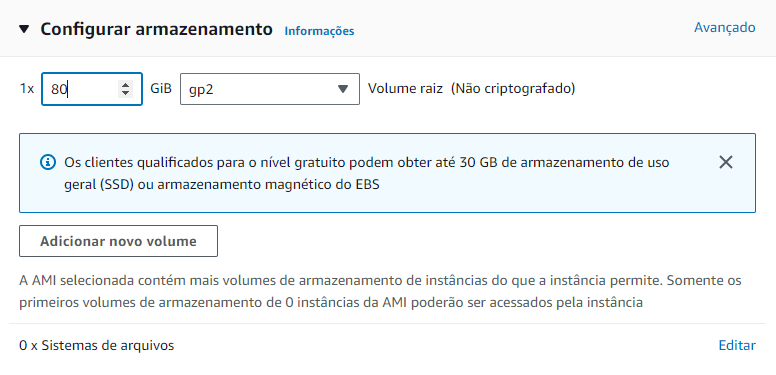 Configurar armazenamento Informações Avançado
1x 80 GiB gp2 Volume raiz (Não criptografado)
Os clientes qualificados para o nível gratuito podem obter até 30 GB de armazenamento de uso
geral (SSD) ou armazenamento magnético do EBS
Adicionar novo volume
A AMI selecionada contém mais volumes de armazenamento de instâncias do que a instância permite. Somente os
primeiros volumes de armazenamento de 0 instâncias da AMI poderão ser acessados pela instância
0 x Sistemas de arquivos Editar